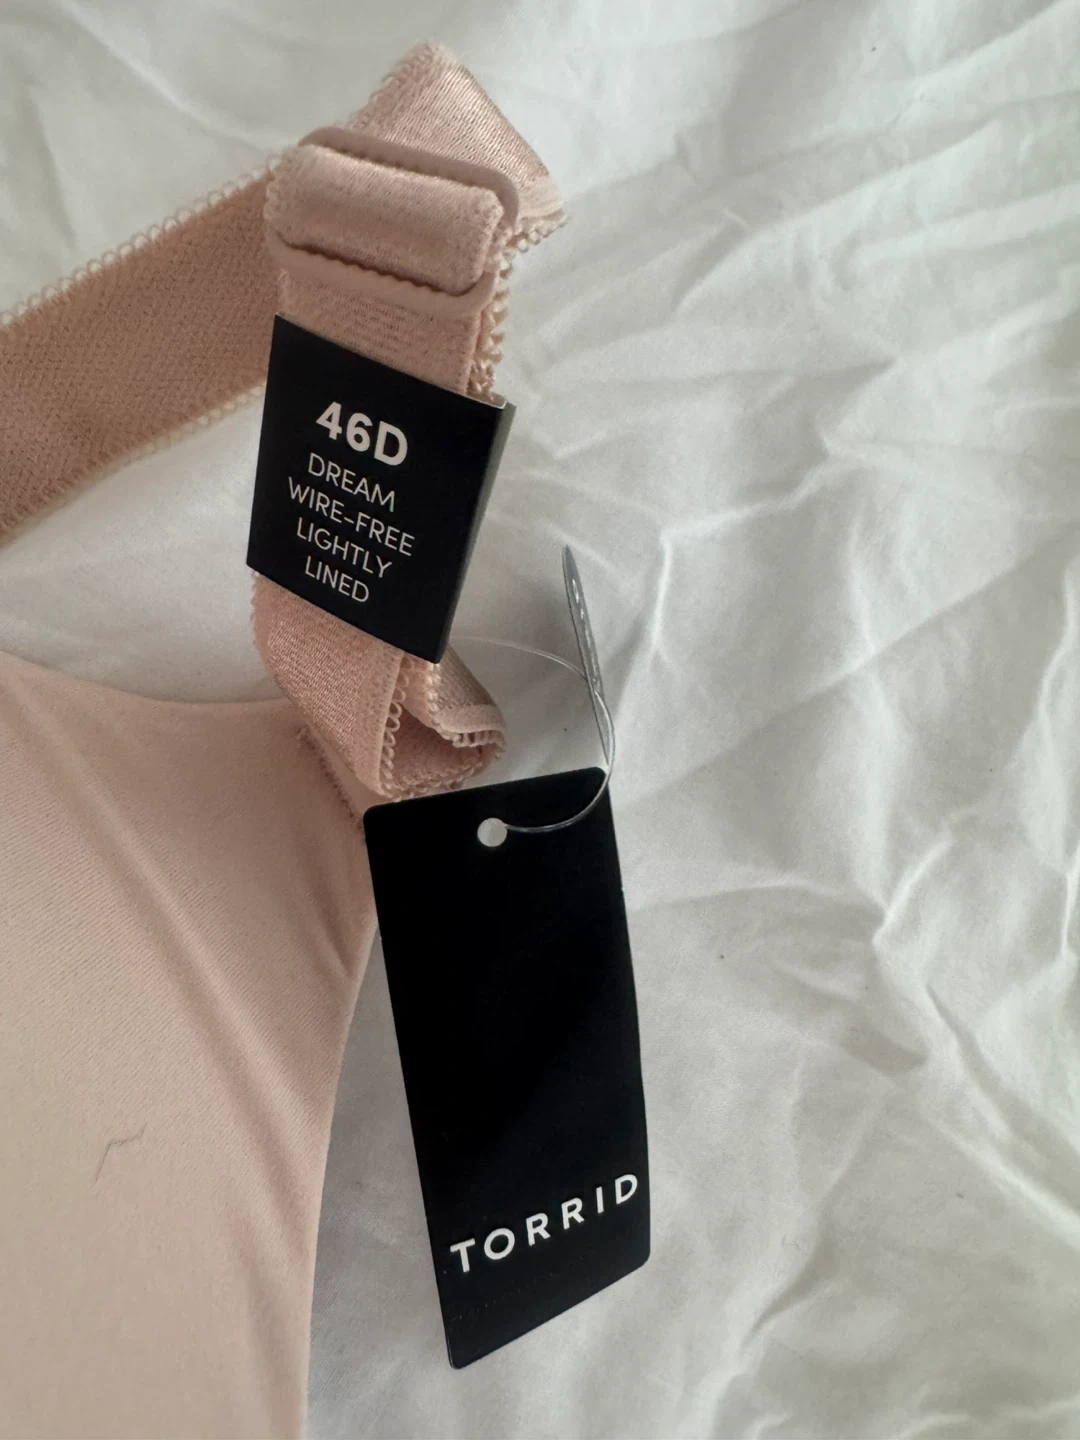 46D
DREAM
WIRE-FREE
LIGHTLY
LINED
TORRID